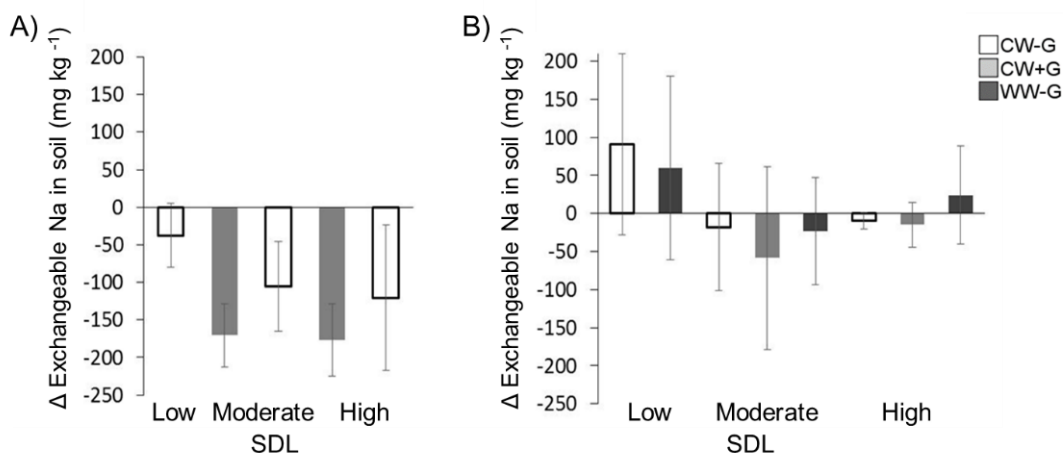 A)
Δ Exchangeable Na in soil (mg kg -1)
200
150
100
50
0
-50
-100
-150
-200
-250
Low Moderate High
SDL
B)
Δ Exchangeable Na in soil (mg kg -1)
200
150
100
50
0
-50
-100
-150
-200
-250
Low Moderate High
SDL
CW-G
CW+G
WW-G